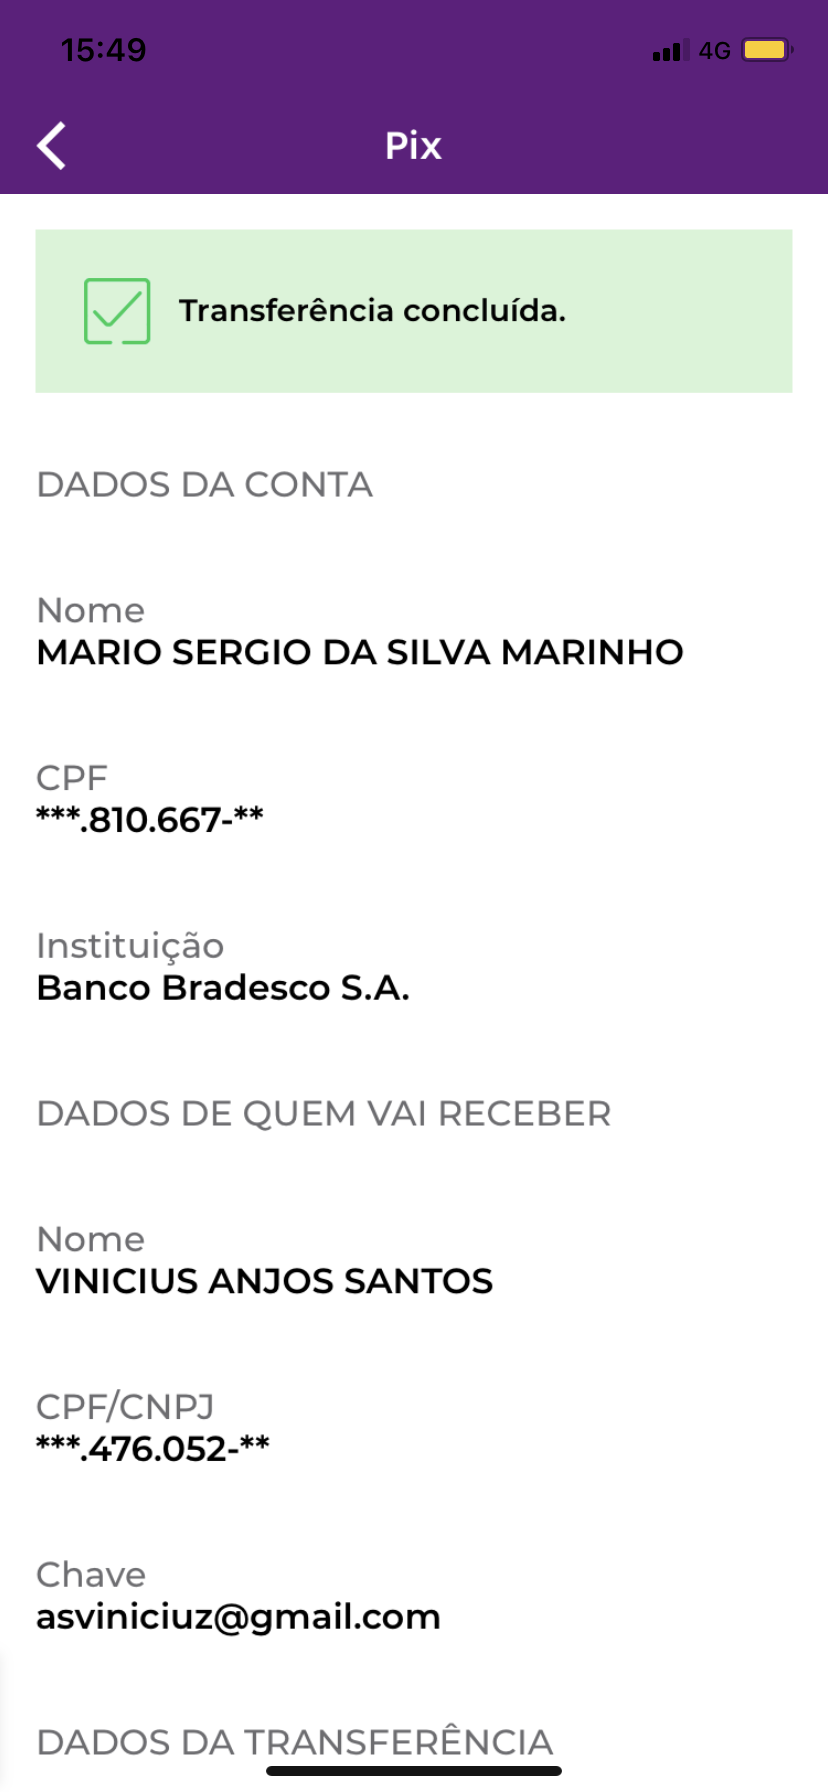 15:49
4G
Pix
Transferência concluída.
DADOS DA CONTA
Nome
MARIO SERGIO DA SILVA MARINHO
CPF
***.810.667-**
Instituição
Banco Bradesco S.A.
DADOS DE QUEM VAI RECEBER
Nome
VINICIUS ANJOS SANTOS
CPF/CNPJ
***.476.052-**
Chave
asviniciuz@gmail.com
DADOS DA TRANSFERÊNCIA